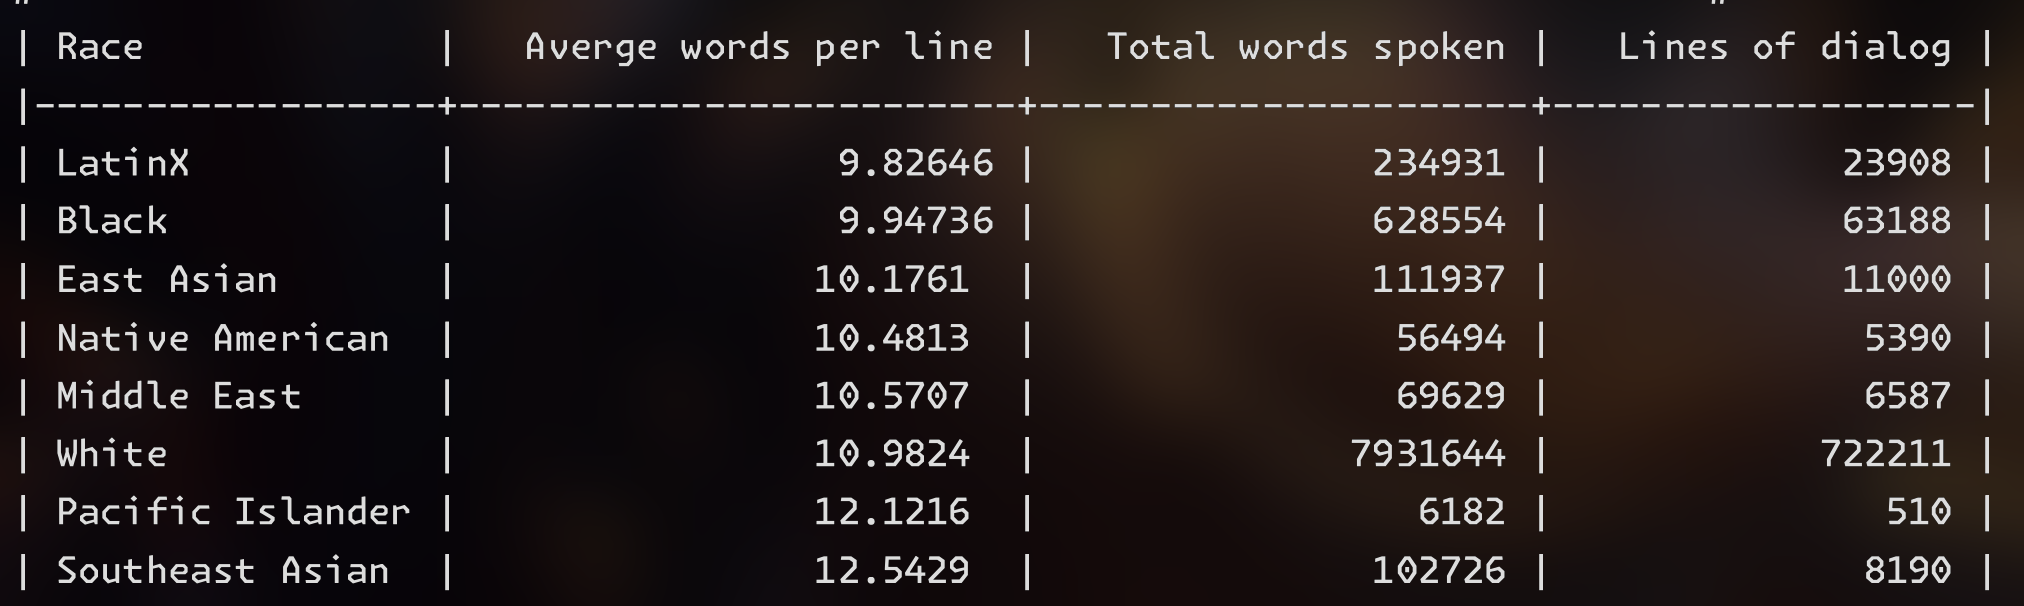 | Race | Averge words per line | Total words spoken | Lines of dialog |
|------------------+-------------------------+----------------------+-------------------|
| LatinX | 9.82646 | 234931 | 23908 |
| Black | 9.94736 | 628554 | 63188 |
| East Asian | 10.1761 | 111937 | 11000 |
| Native American | 10.4813 | 56494 | 5390 |
| Middle East | 10.5707 | 69629 | 6587 |
| White | 10.9824 | 7931644 | 722211 |
| Pacific Islander | 12.1216 | 6182 | 510 |
| Southeast Asian | 12.5429 | 102726 | 8190 |